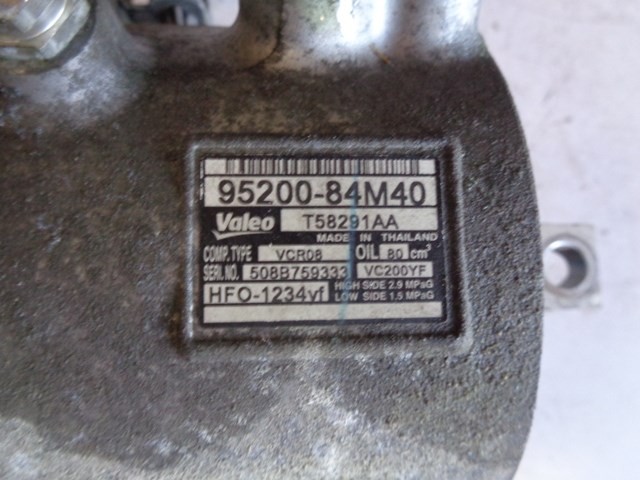 95200-84M40
Valeo T58291AA
MADE IN THAILAND
COMP. TYPE VCR08 OIL 80 cm³
SERI. NO. 508B759333 VC200YF
HFO-1234yf HIGH SIDE 2.9 MPaG
LOW SIDE 1.5 MPaG